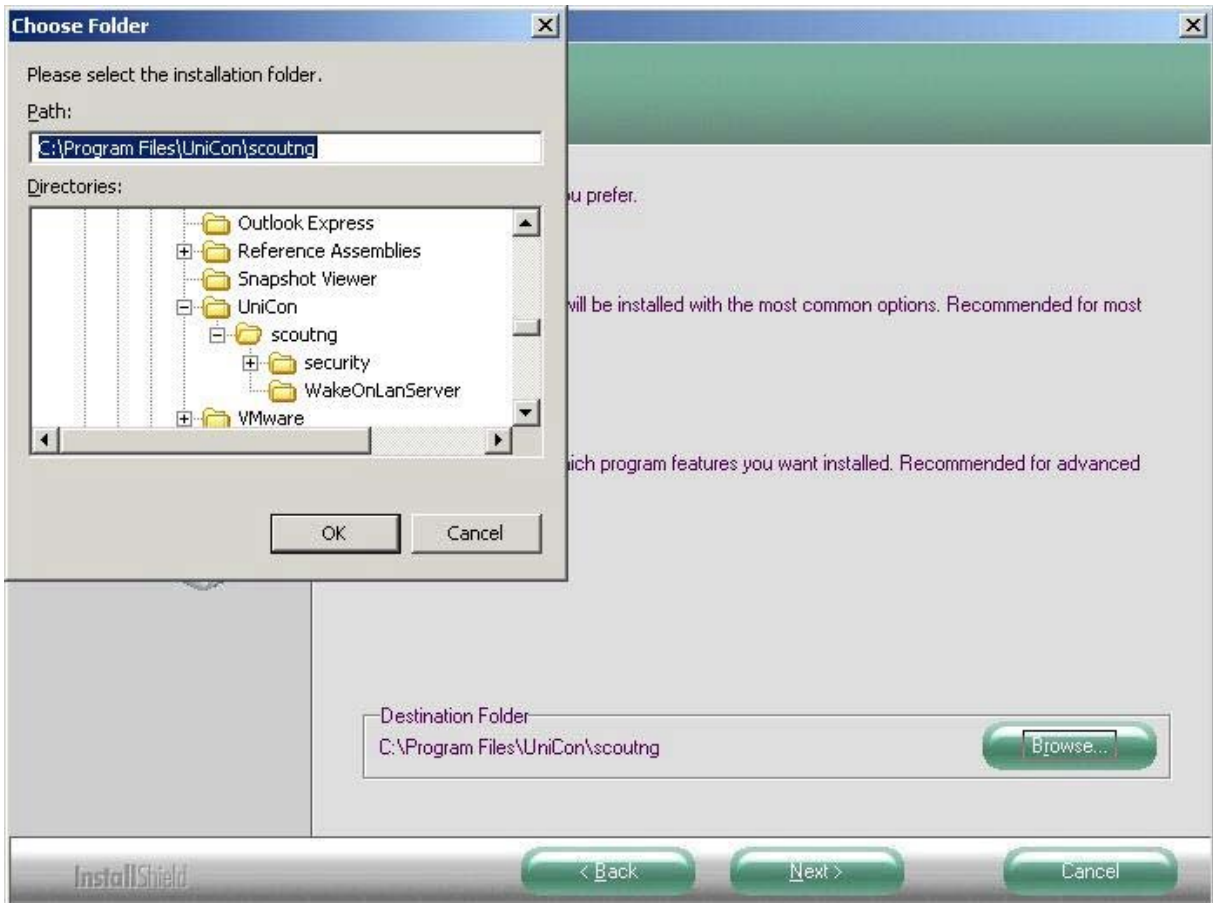 Choose Folder
Please select the installation folder.
Path:
C:\Program Files\UniCon\scoutng
Directories:
Outlook Express
Reference Assemblies
Snapshot Viewer
UniCon
scoutng
security
WakeOnLanServer
VMware
OK
Cancel
u prefer.
will be installed with the most common options. Recommended for most
ich program features you want installed. Recommended for advanced
Destination Folder
C:\Program Files\UniCon\scoutng
Browse...
InstallShield
< Back
Next >
Cancel